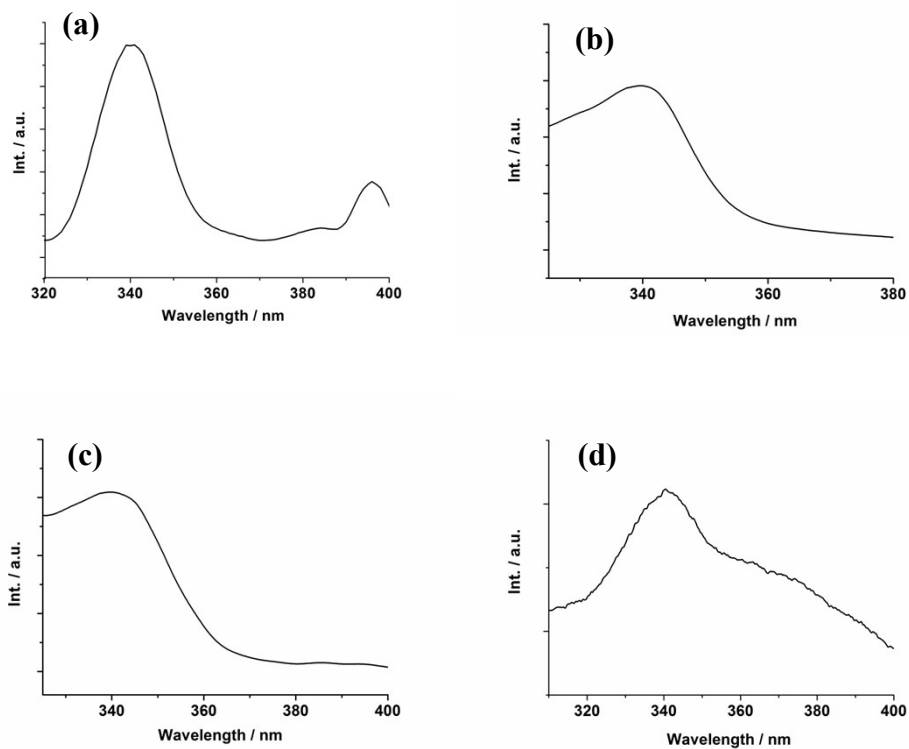 (a)
Int. / a.u.
320 340 360 380 400
Wavelength / nm
(b)
Int. / a.u.
340 360 380
Wavelength / nm
(c)
Int. / a.u.
340 360 380 400
Wavelength / nm
(d)
Int. / a.u.
320 340 360 380 400
Wavelength / nm